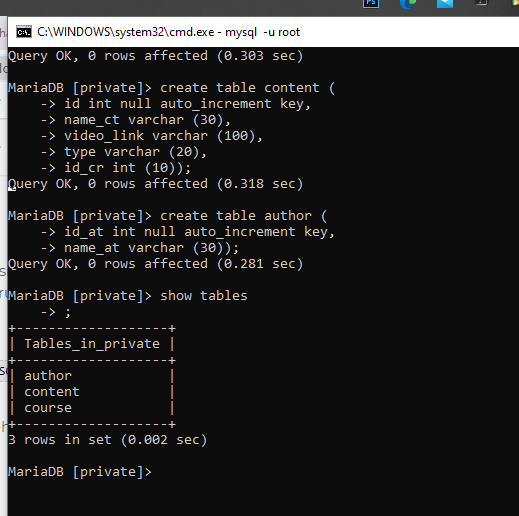 Ps
C:\WINDOWS\system32\cmd.exe - mysql -u root
Query OK, 0 rows affected (0.303 sec)
MariaDB [private]> create table content (
-> id int null auto_increment key,
-> name_ct varchar (30),
-> video_link varchar (100),
-> type varchar (20),
-> id_cr int (10));
Query OK, 0 rows affected (0.318 sec)
MariaDB [private]> create table author (
-> id_at int null auto_increment key,
-> name_at varchar (30));
Query OK, 0 rows affected (0.281 sec)
MariaDB [private]> show tables
-> ;
+-------------------+
| Tables_in_private |
+-------------------+
| author            |
| content           |
| course            |
+-------------------+
3 rows in set (0.002 sec)
MariaDB [private]>